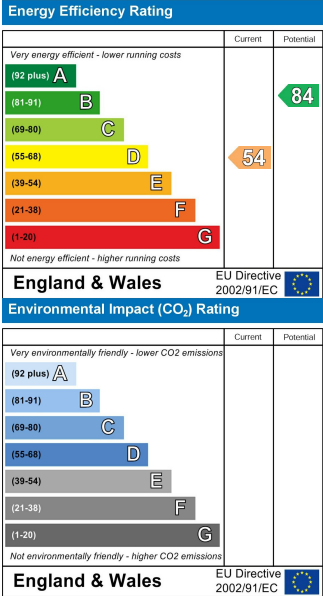 Energy Efficiency Rating
Current Potential
Very energy efficient - lower running costs
(92 plus) A
(81-91) B
84
(69-80) C
(55-68) D
54
(39-54) E
(21-38) F
(1-20) G
Not energy efficient - higher running costs
England & Wales
EU Directive
2002/91/EC
Environmental Impact (CO₂) Rating
Current Potential
Very environmentally friendly - lower CO2 emissions
(92 plus) A
(81-91) B
(69-80) C
(55-68) D
(39-54) E
(21-38) F
(1-20) G
Not environmentally friendly - higher CO2 emissions
England & Wales
EU Directive
2002/91/EC